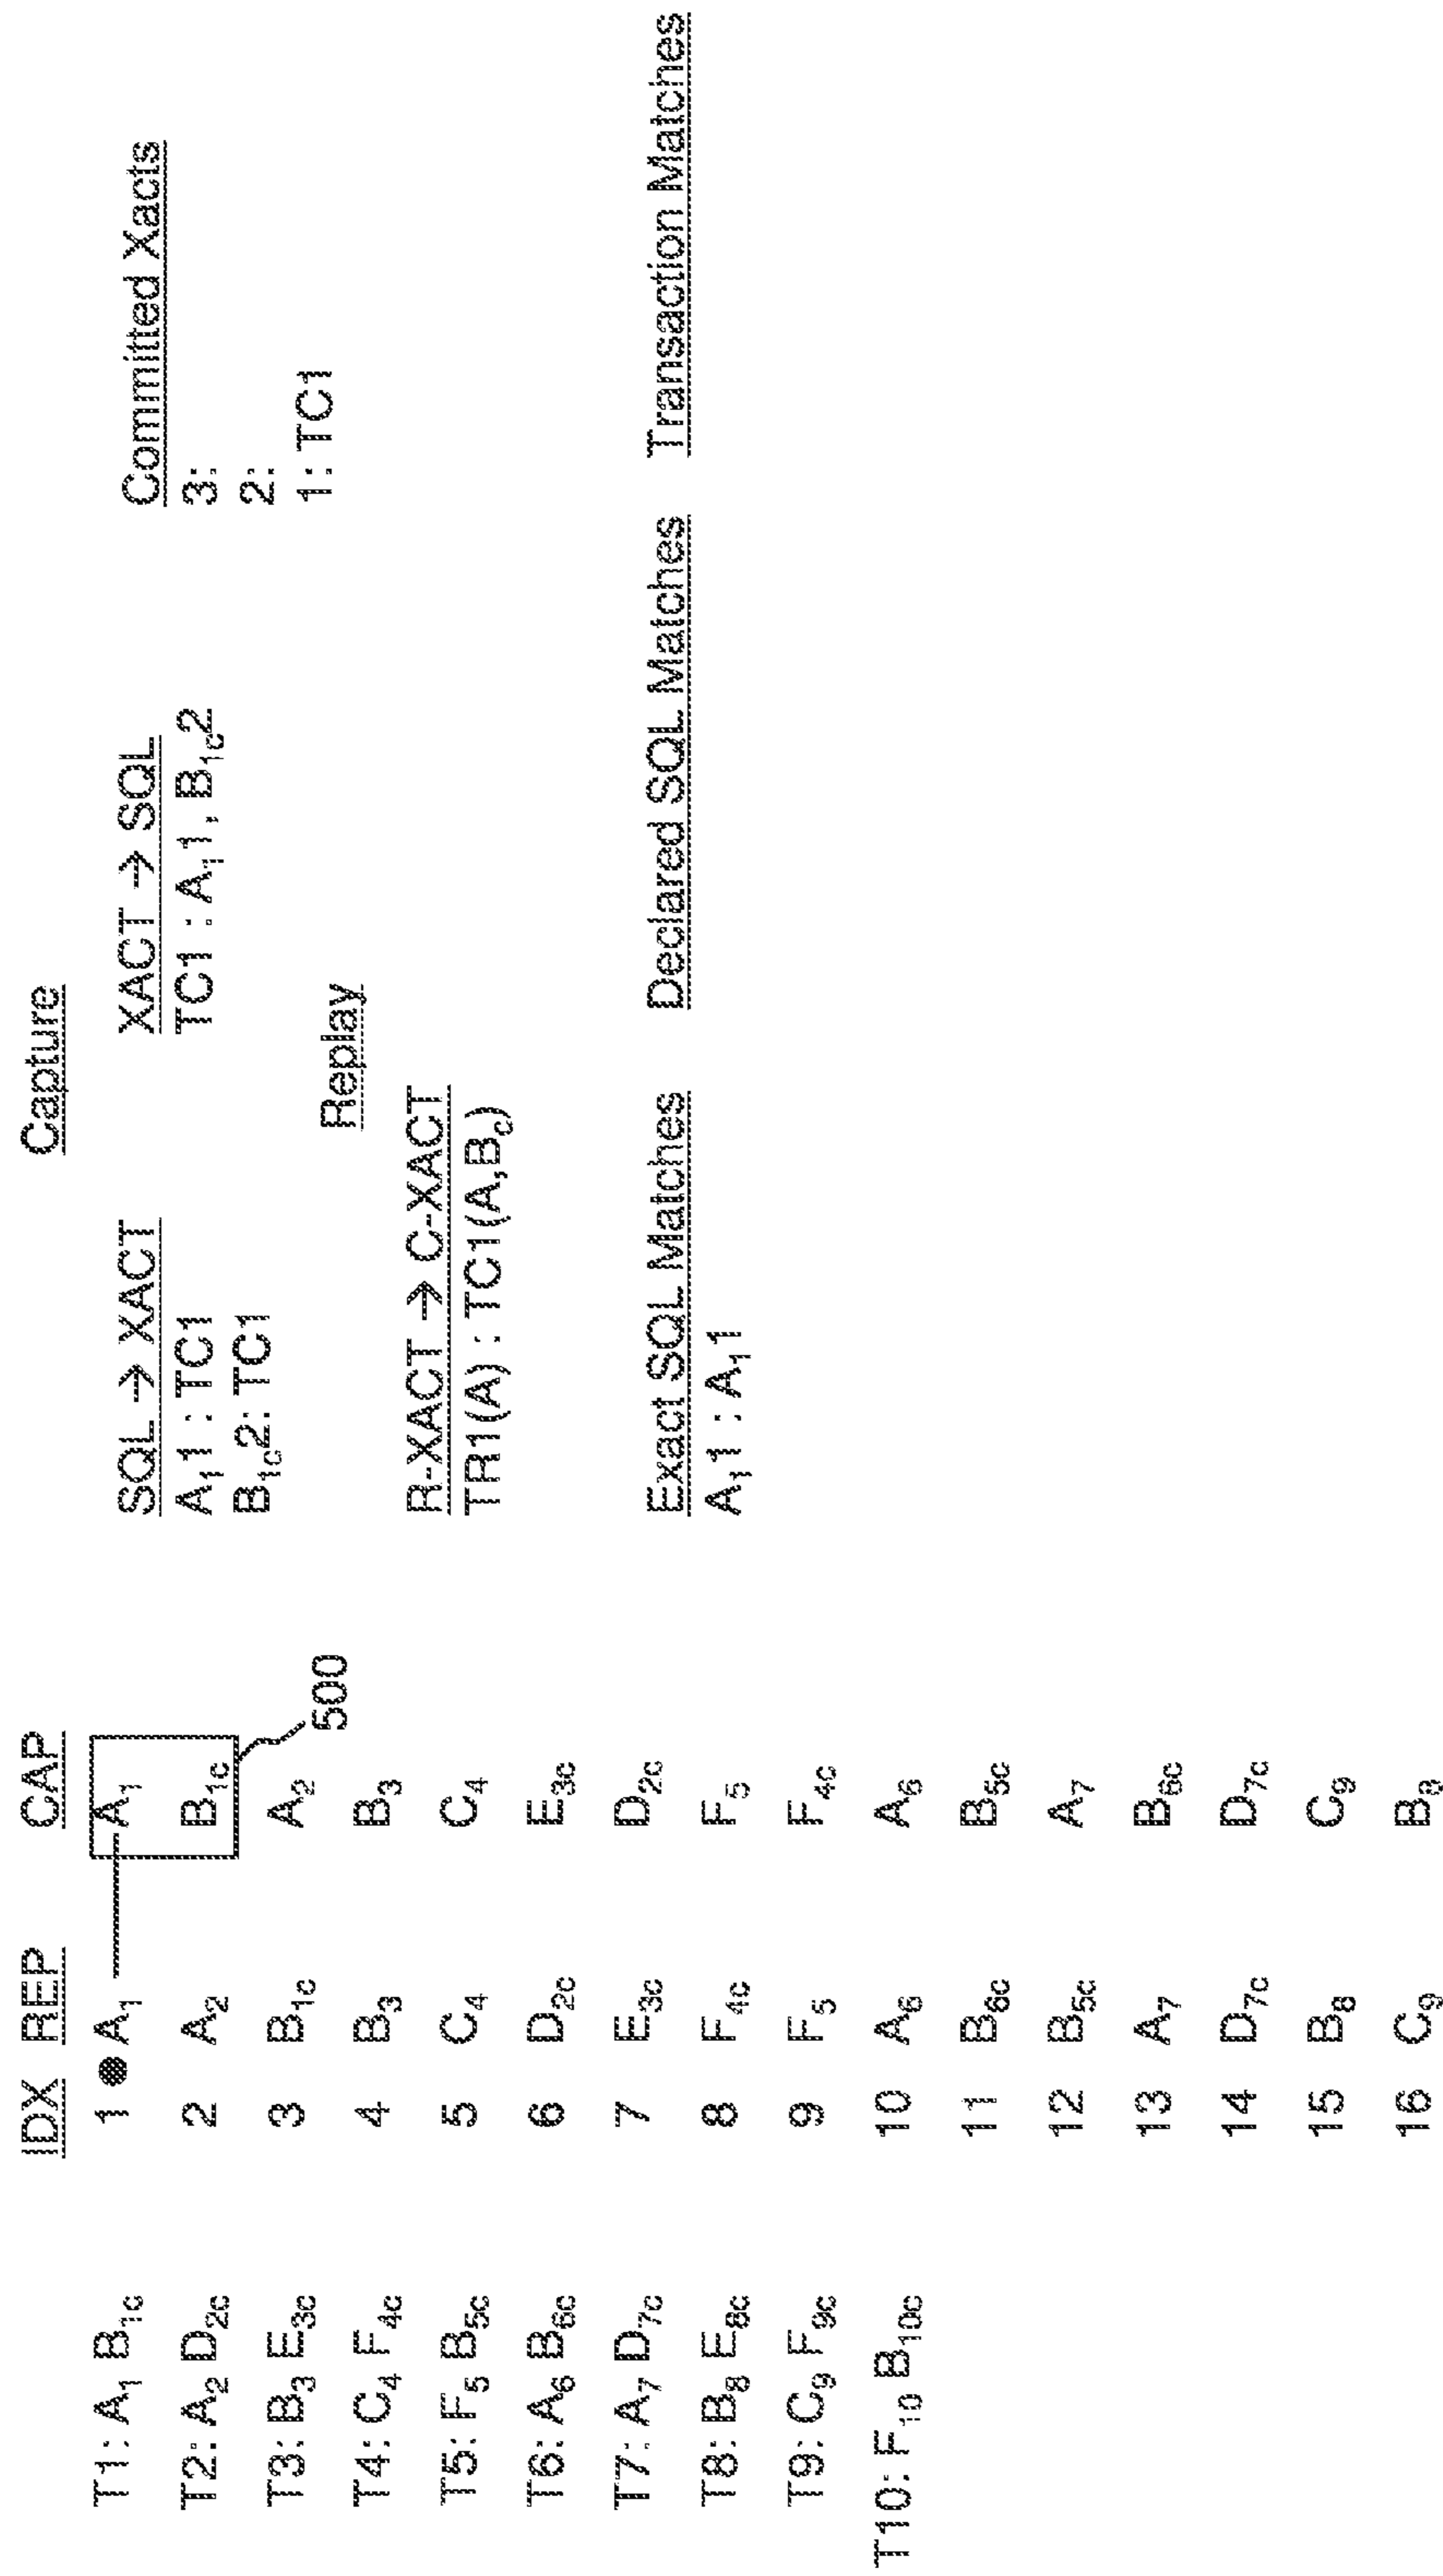 T1: A₁ B₁c
T2: A₂ D₂c
T3: B₃ E₃c
T4: C₄ F₄c
T5: F₅ B₅c
T6: A₆ B₆c
T7: A₇ D₇c
T8: B₈ E₈c
T9: C₉ F₉c
T10: F₁₀ B₁₀c
IDX REP CAP
1 A₁ A₁
2 A₂ B₁c
3 B₁c A₂
4 B₃ B₃
5 C₄ C₄
6 D₂c E₃c
7 E₃c D₂c
8 F₄c F₅
9 F₅ F₄c
10 A₆ A₆
11 B₆c B₅c
12 B₅c A₇
13 A₇ B₆c
14 D₇c D₇c
15 B₈ C₉
16 C₉ B₈
500
Capture
SQL → XACT
A₁1 : TC1
B₁c2: TC1
XACT → SQL
TC1 : A₁1, B₁c2
Committed Xacts
3:
2:
1: TC1
Replay
R-XACT → C-XACT
TR1(A) : TC1(A,Bc)
Exact SQL Matches
A₁1 : A₁1
Declared SQL Matches
Transaction Matches